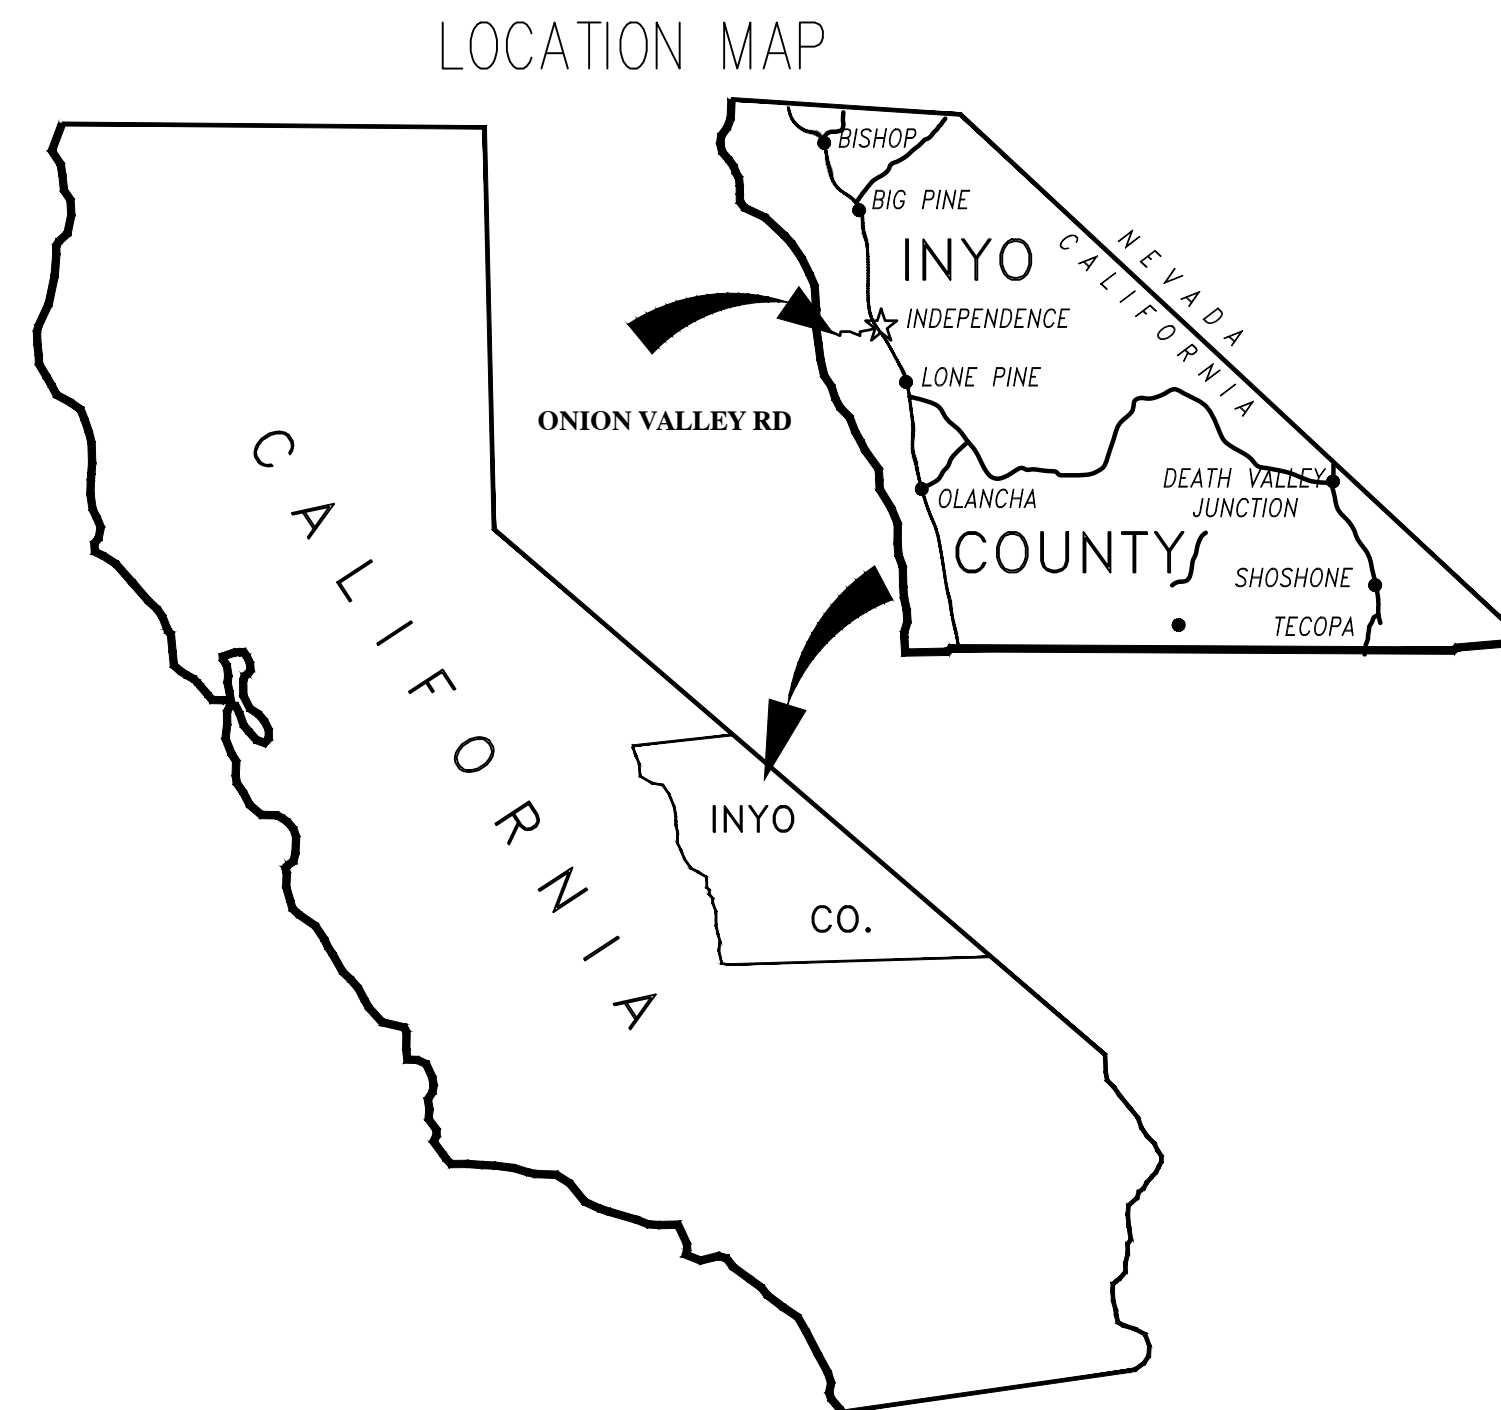 LOCATION MAP
BISHOP
BIG PINE
INYO
NEVADA
CALIFORNIA
INDEPENDENCE
LONE PINE
ONION VALLEY RD
DEATH VALLEY
JUNCTION
OLANCHA
COUNTY
SHOSHONE
TECOPA
CALIFORNIA
INYO
CO.